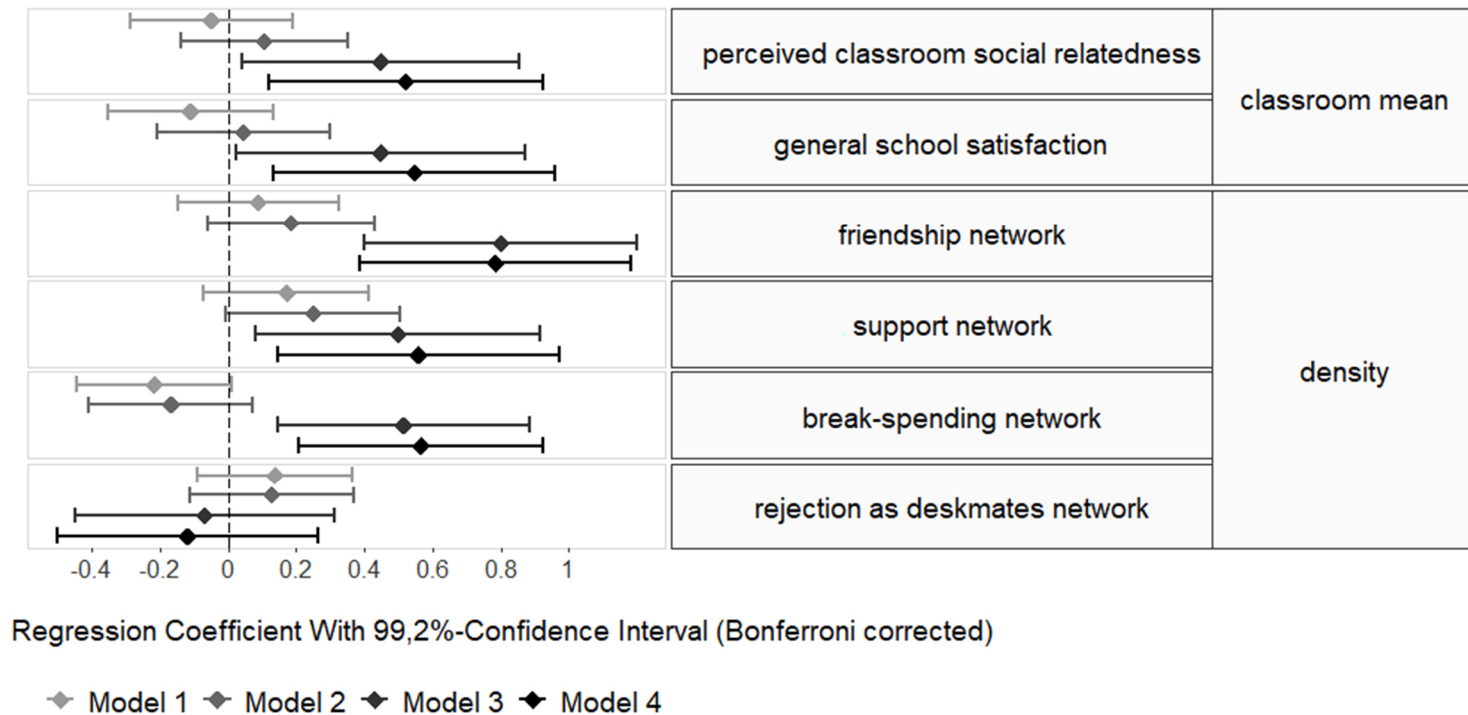 perceived classroom social relatedness
classroom mean
general school satisfaction
friendship network
support network
density
break-spending network
rejection as deskmates network
-0.4 -0.2 0 0.2 0.4 0.6 0.8 1
Regression Coefficient With 99,2%-Confidence Interval (Bonferroni corrected)
Model 1 Model 2 Model 3 Model 4